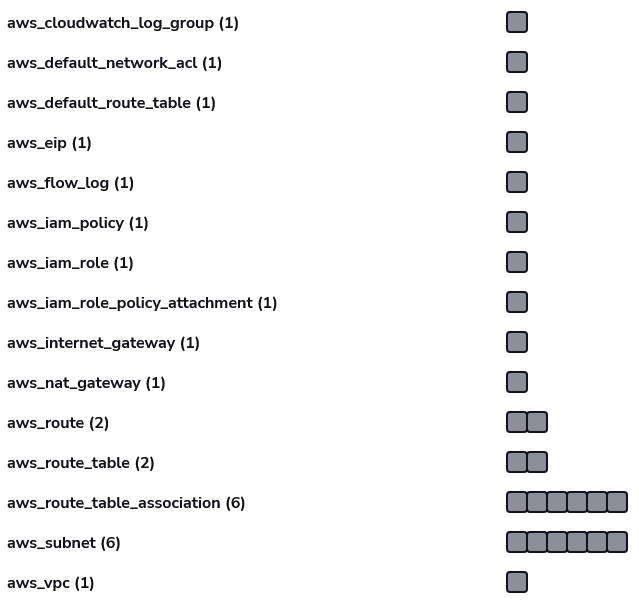 aws_cloudwatch_log_group (1)
aws_default_network_acl (1)
aws_default_route_table (1)
aws_eip (1)
aws_flow_log (1)
aws_iam_policy (1)
aws_iam_role (1)
aws_iam_role_policy_attachment (1)
aws_internet_gateway (1)
aws_nat_gateway (1)
aws_route (2)
aws_route_table (2)
aws_route_table_association (6)
aws_subnet (6)
aws_vpc (1)